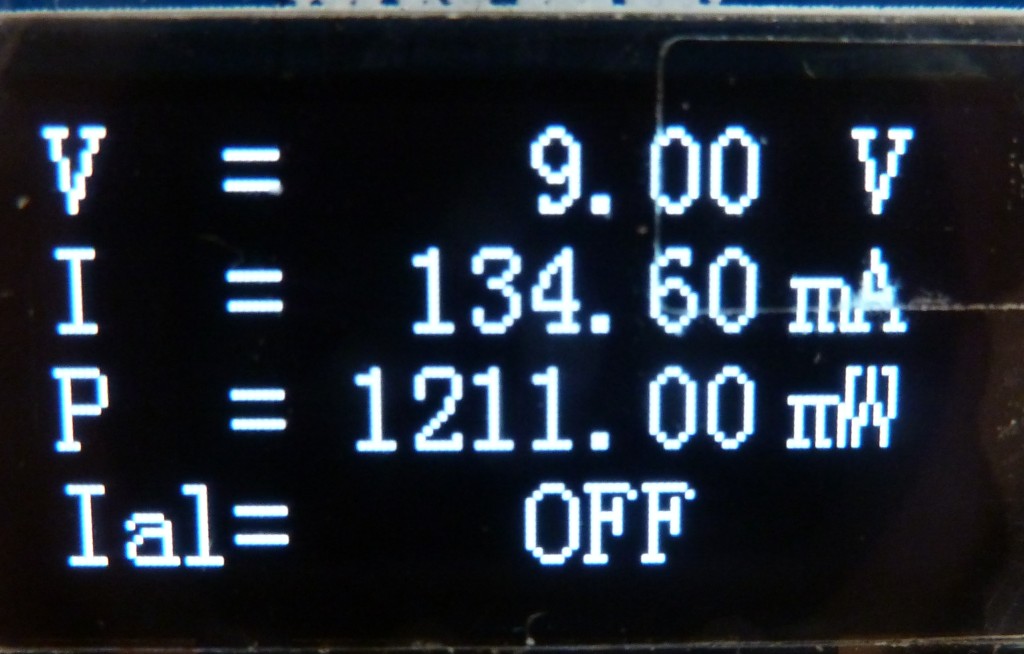 V = 9.00 V
I = 134.60 mA
P = 1211.00 mW
Ial= OFF